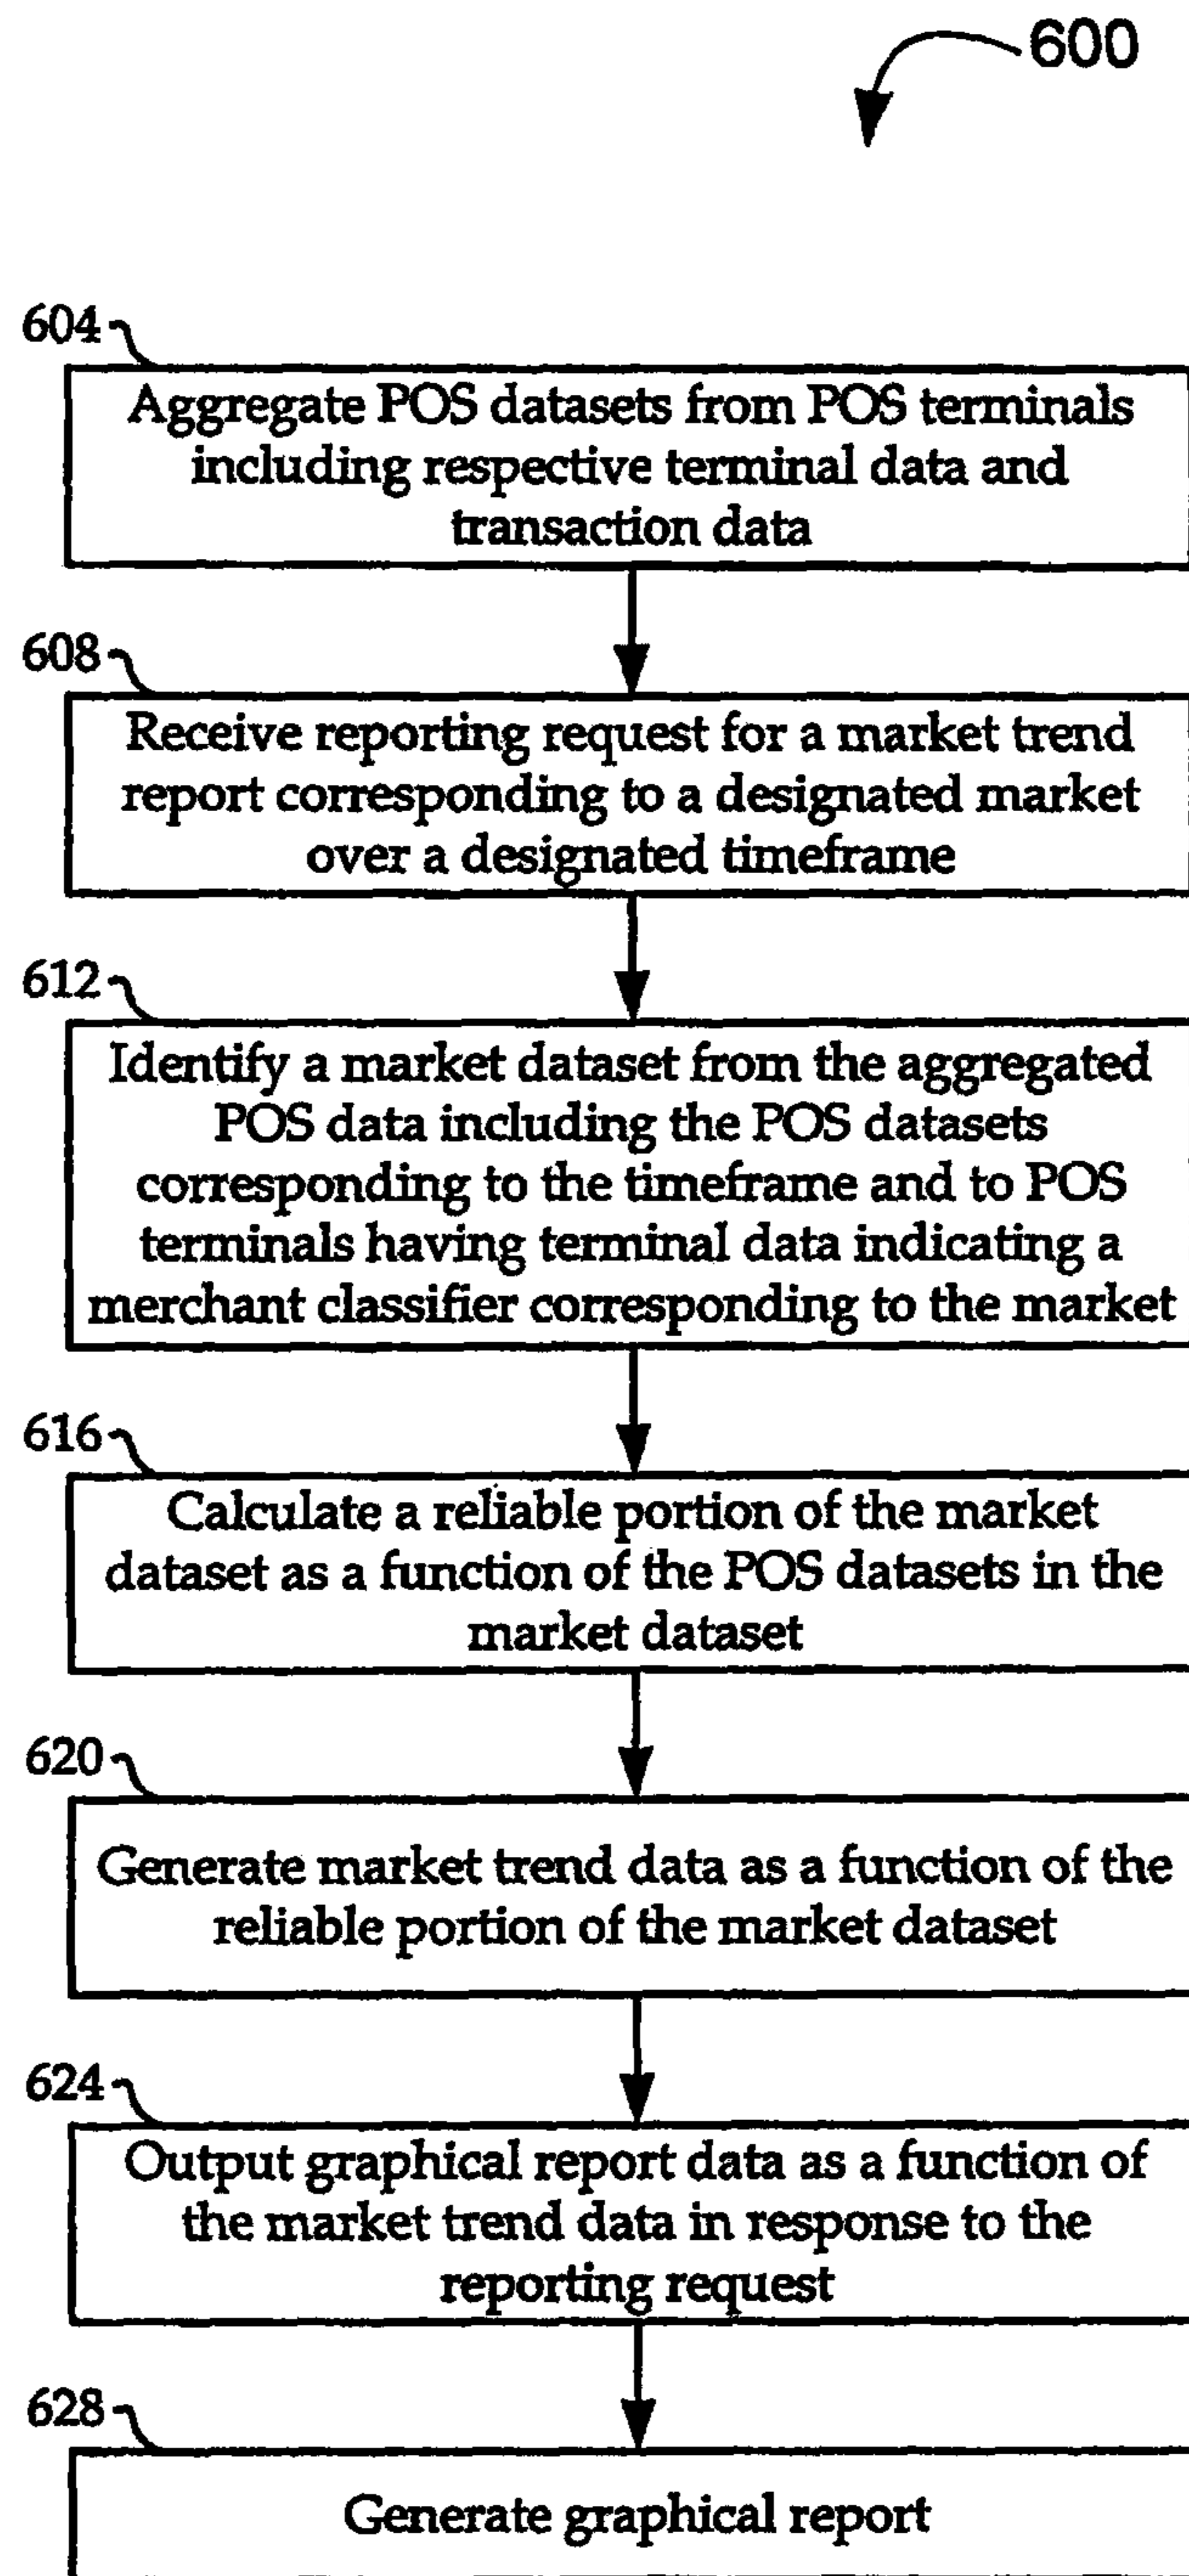 600
604
Aggregate POS datasets from POS terminals
including respective terminal data and
transaction data
608
Receive reporting request for a market trend
report corresponding to a designated market
over a designated timeframe
612
Identify a market dataset from the aggregated
POS data including the POS datasets
corresponding to the timeframe and to POS
terminals having terminal data indicating a
merchant classifier corresponding to the market
616
Calculate a reliable portion of the market
dataset as a function of the POS datasets in the
market dataset
620
Generate market trend data as a function of the
reliable portion of the market dataset
624
Output graphical report data as a function of
the market trend data in response to the
reporting request
628
Generate graphical report